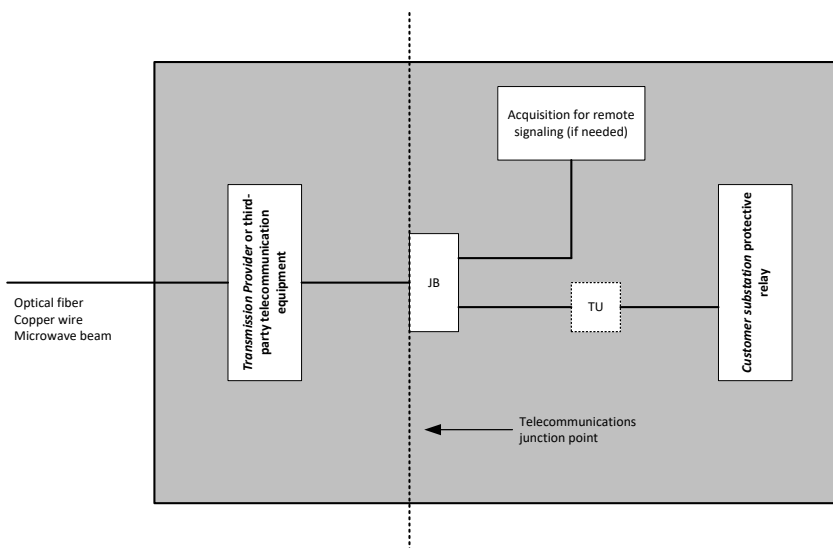 Acquisition for remote
signaling (if needed)
Transmission Provider or third-
party telecommunication
equipment
JB
TU
Customer substation protective
relay
Optical fiber
Copper wire
Microwave beam
Telecommunications
junction point